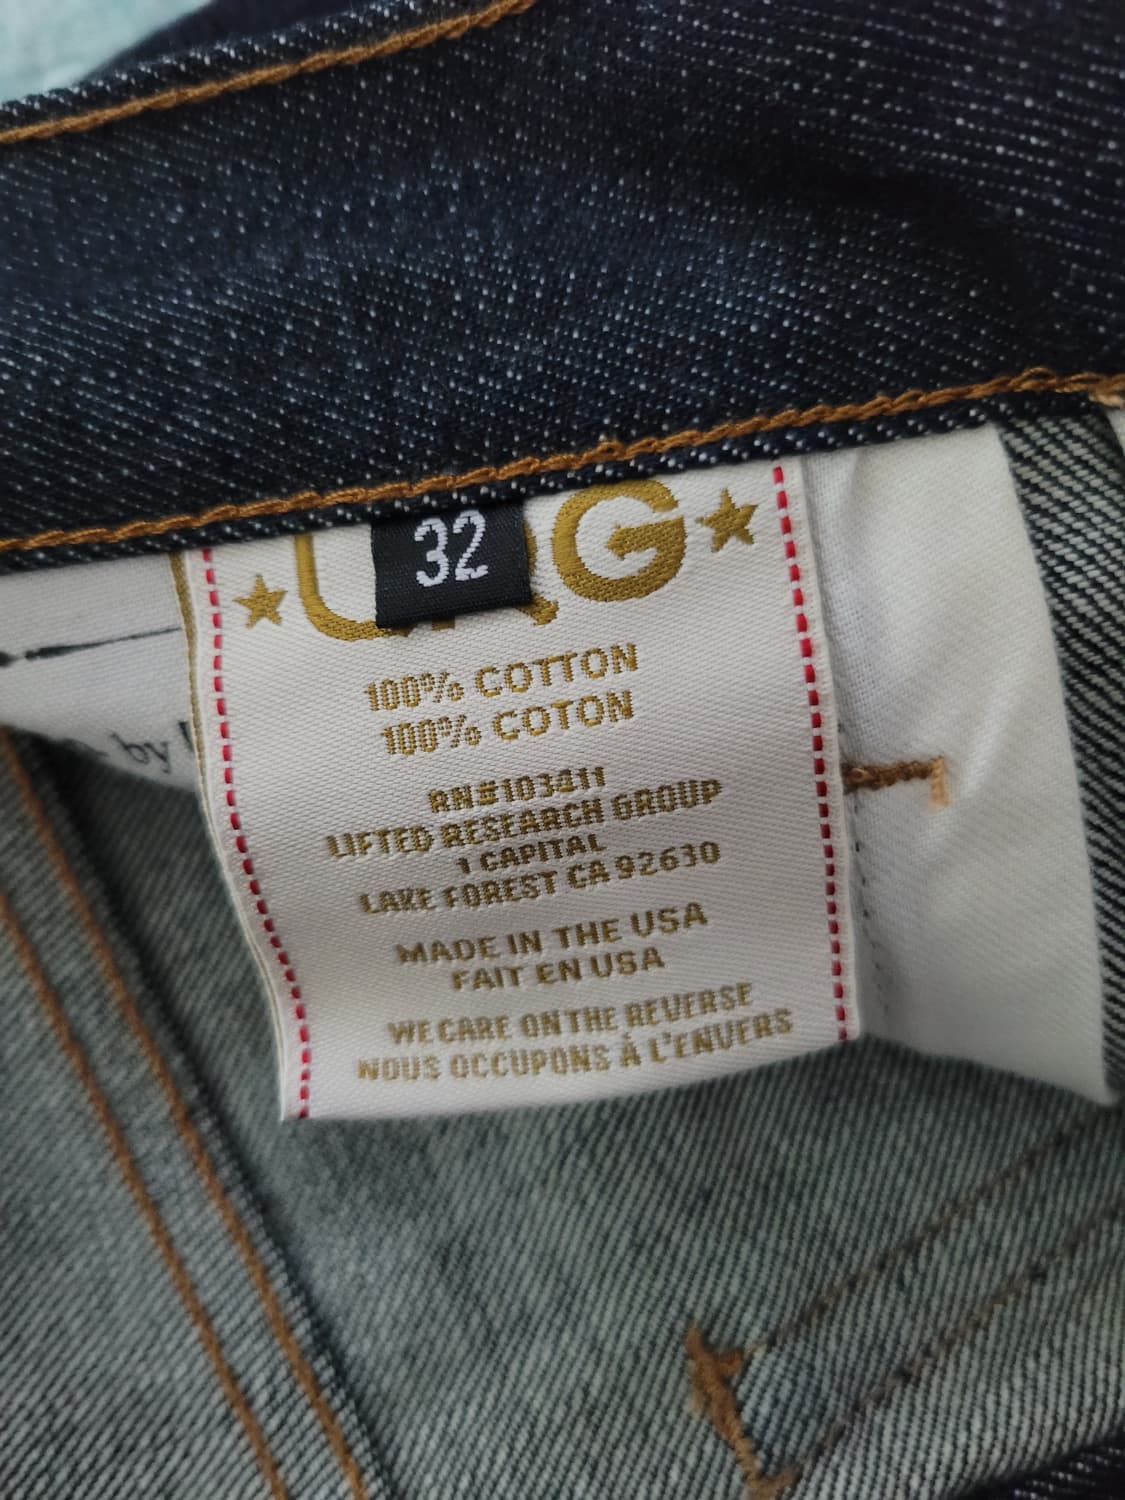 32
LRG
100% COTTON
100% COTON
RN#103411
LIFTED RESEARCH GROUP
1 CAPITAL
LAKE FOREST CA 92630
MADE IN THE USA
FAIT EN USA
WE CARE ON THE REVERSE
NOUS OCCUPONS À L'ENVERS
by